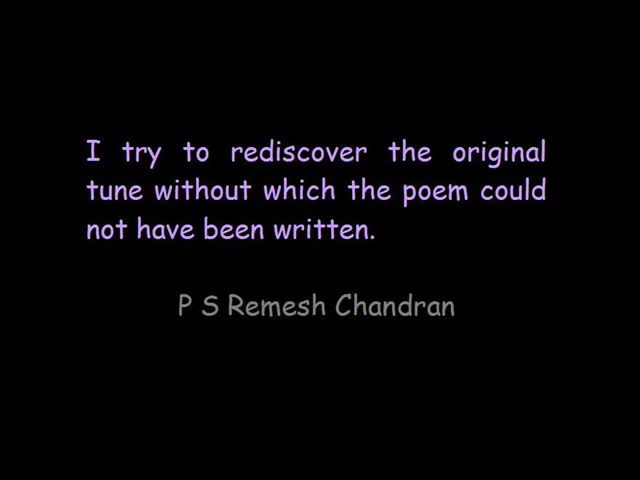 I try to rediscover the original
tune without which the poem could
not have been written.
P S Remesh Chandran